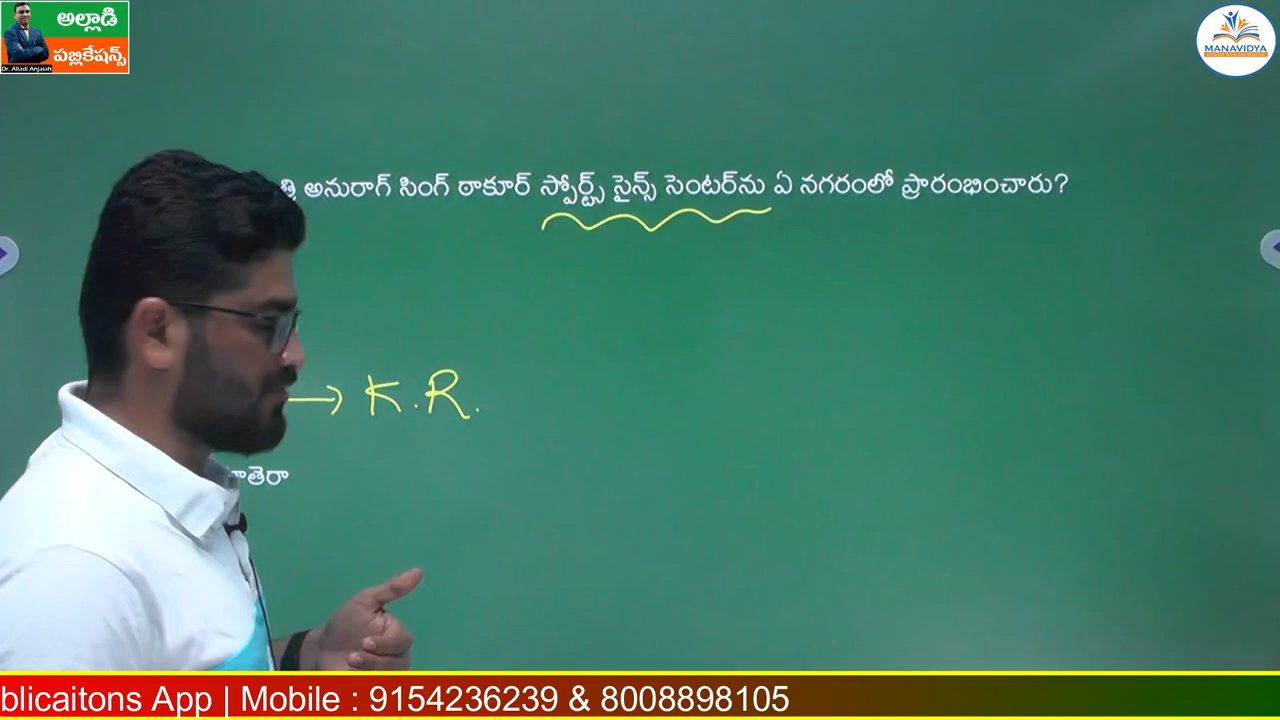 అల్లాడి
పబ్లికేషన్స్
Dr. Alladi Anjaiah
MANAVIDYA
అనురాగ్ సింగ్ ఠాకూర్ స్పోర్ట్స్ సైన్స్ సెంటర్‌ను ఏ నగరంలో ప్రారంభించారు?
→ K.R.
blicaitons App | Mobile : 9154236239 & 8008898105